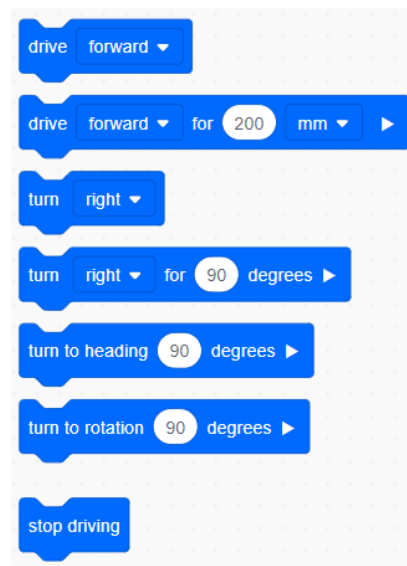 drive forward
drive forward for 200 mm
turn right
turn right for 90 degrees
turn to heading 90 degrees
turn to rotation 90 degrees
stop driving